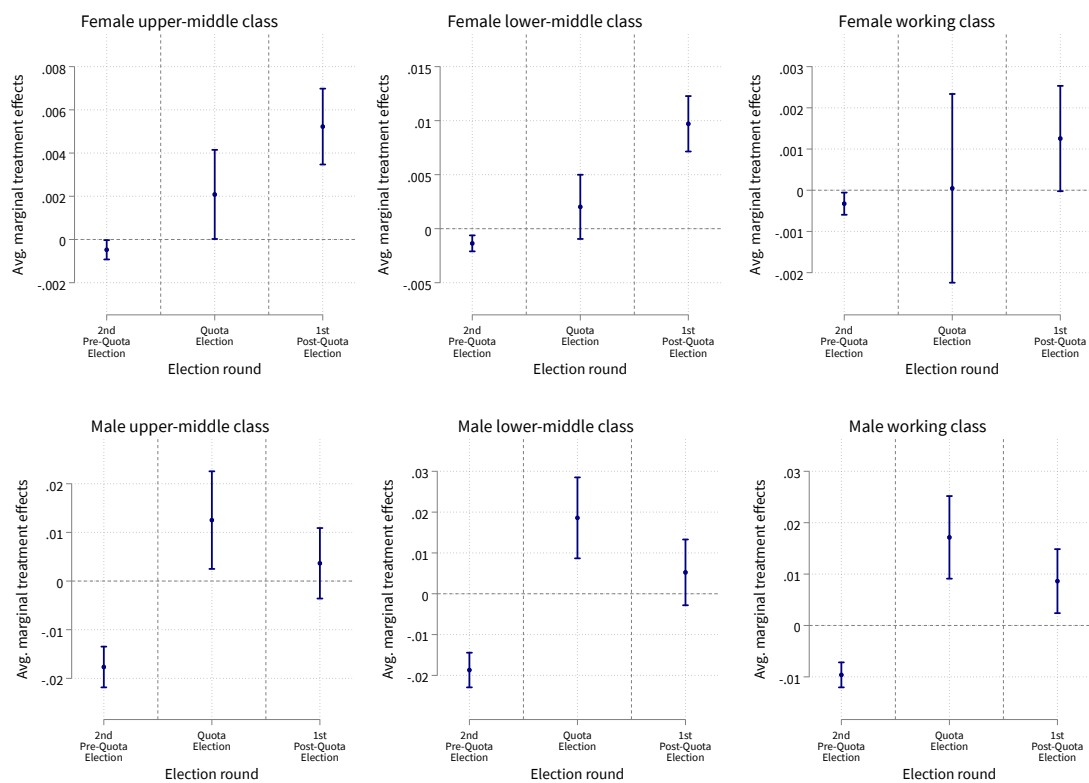 Female upper-middle class
Avg. marginal treatment effects
.008
.006
.004
.002
0
-.002
2nd
Pre-Quota
Election
Quota
Election
1st
Post-Quota
Election
Election round
Female lower-middle class
Avg. marginal treatment effects
.015
.01
.005
0
-.005
2nd
Pre-Quota
Election
Quota
Election
1st
Post-Quota
Election
Election round
Female working class
Avg. marginal treatment effects
.003
.002
.001
0
-.001
-.002
2nd
Pre-Quota
Election
Quota
Election
1st
Post-Quota
Election
Election round
Male upper-middle class
Avg. marginal treatment effects
.02
.01
0
-.01
-.02
2nd
Pre-Quota
Election
Quota
Election
1st
Post-Quota
Election
Election round
Male lower-middle class
Avg. marginal treatment effects
.03
.02
.01
0
-.01
-.02
2nd
Pre-Quota
Election
Quota
Election
1st
Post-Quota
Election
Election round
Male working class
Avg. marginal treatment effects
.03
.02
.01
0
-.01
2nd
Pre-Quota
Election
Quota
Election
1st
Post-Quota
Election
Election round